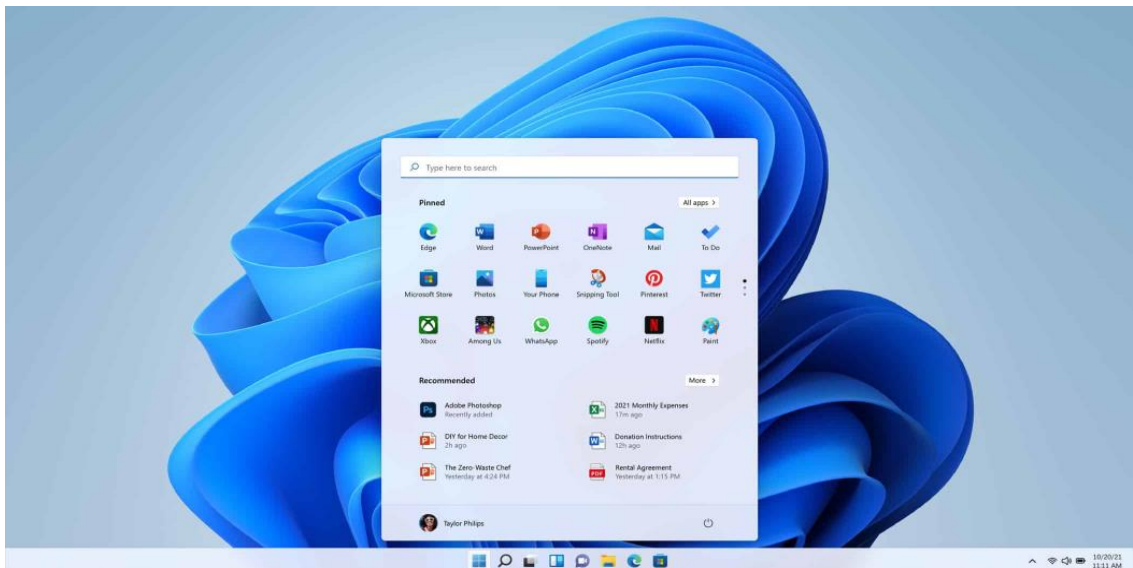 Type here to search
Pinned
All apps >
Edge
Word
PowerPoint
OneNote
Mail
To Do
Microsoft Store
Photos
Your Phone
Snipping Tool
Pinterest
Twitter
Xbox
Among Us
WhatsApp
Spotify
Netflix
Paint
Recommended
More >
Adobe Photoshop
Recently added
2021 Monthly Expenses
17m ago
DIY for Home Decor
2h ago
Donation Instructions
12h ago
The Zero-Waste Chef
Yesterday at 4:24 PM
Rental Agreement
Yesterday at 1:15 PM
Taylor Philips
10/20/21
11:11 AM